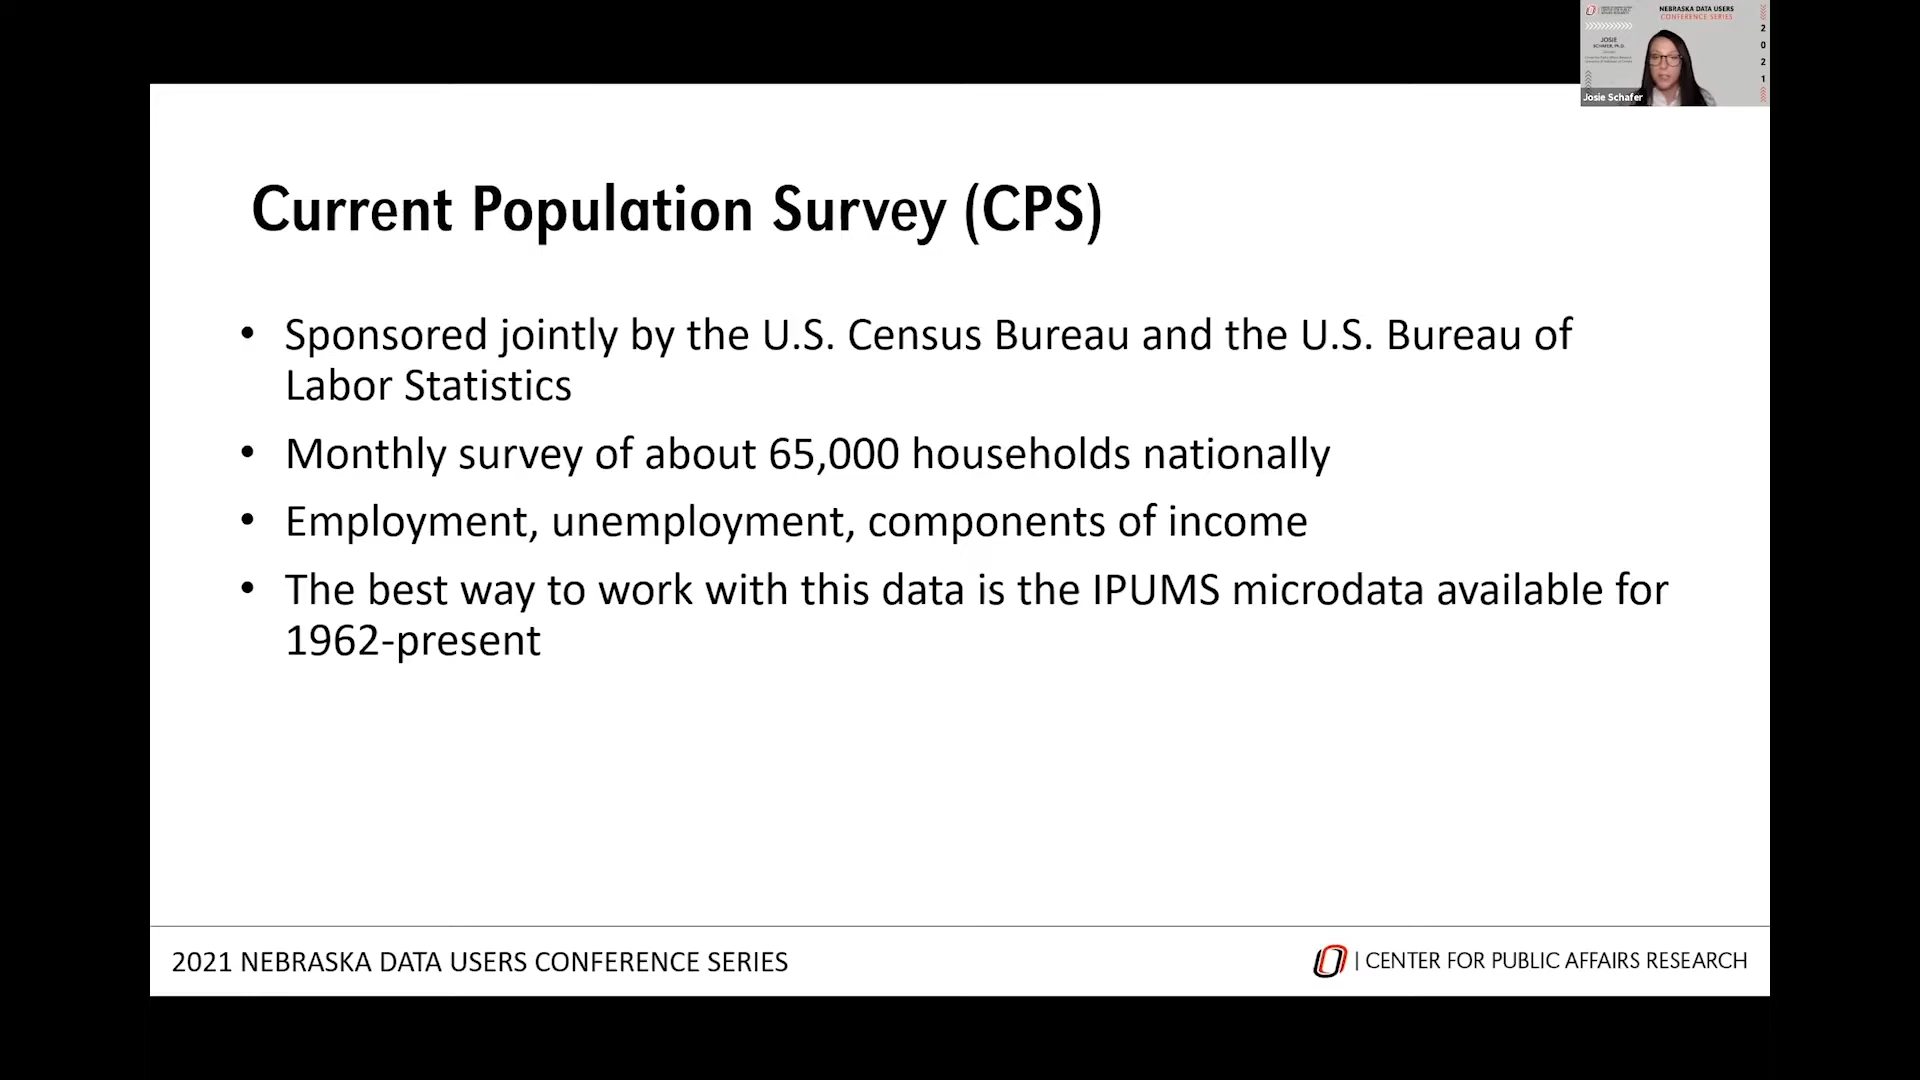 NEBRASKA DATA USERS
CONFERENCE SERIES
JOSIE
SCHAFER, PH.D.
2
0
2
1
Josie Schafer
Current Population Survey (CPS)
• Sponsored jointly by the U.S. Census Bureau and the U.S. Bureau of
Labor Statistics
• Monthly survey of about 65,000 households nationally
• Employment, unemployment, components of income
• The best way to work with this data is the IPUMS microdata available for
1962-present
2021 NEBRASKA DATA USERS CONFERENCE SERIES
| CENTER FOR PUBLIC AFFAIRS RESEARCH